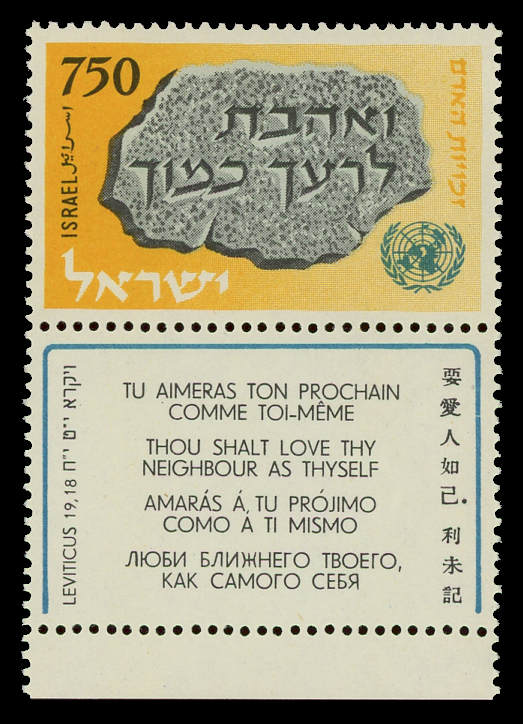 750
ואהבת
לרעך כמוך
זכויות האדם
اسرائيل
ISRAEL
ישראל
ויקרא י"ט י"ח
LEVITICUS 19,18
TU AIMERAS TON PROCHAIN
COMME TOI-MÊME
THOU SHALT LOVE THY
NEIGHBOUR AS THYSELF
AMARÁS Á, TU PRÓJIMO
COMO Á TI MISMO
ЛЮБИ БЛИЖНЕГО ТВОЕГО,
КАК САМОГО СЕБЯ
要愛人如己.利未記